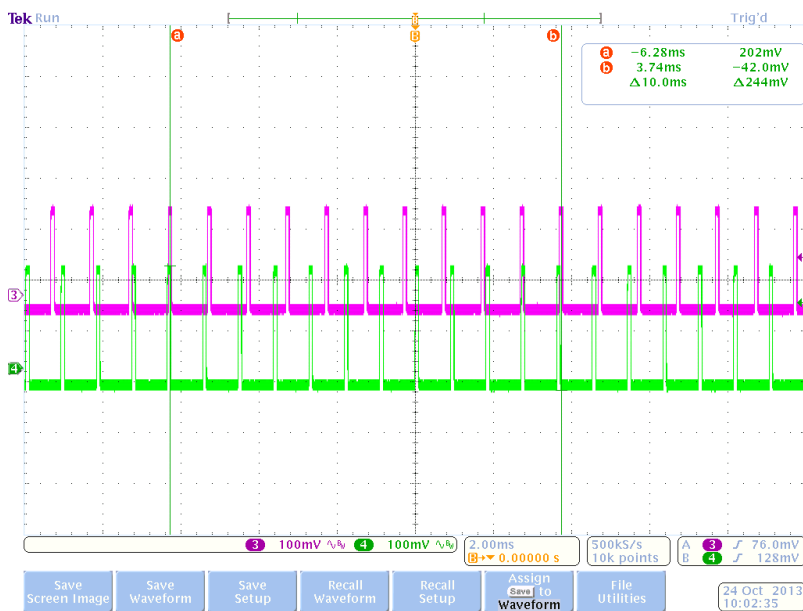 Tek Run Trig'd
a b
B
a −6.28ms 202mV
b 3.74ms −42.0mV
Δ10.0ms Δ244mV
3
4
3 100mV 4 100mV
2.00ms
B→▼ 0.00000 s
500kS/s
10k points
A 3 76.0mV
B 4 128mV
Save Screen Image
Save Waveform
Save Setup
Recall Waveform
Recall Setup
Assign Save to Waveform
File Utilities
24 Oct 2013
10:02:35